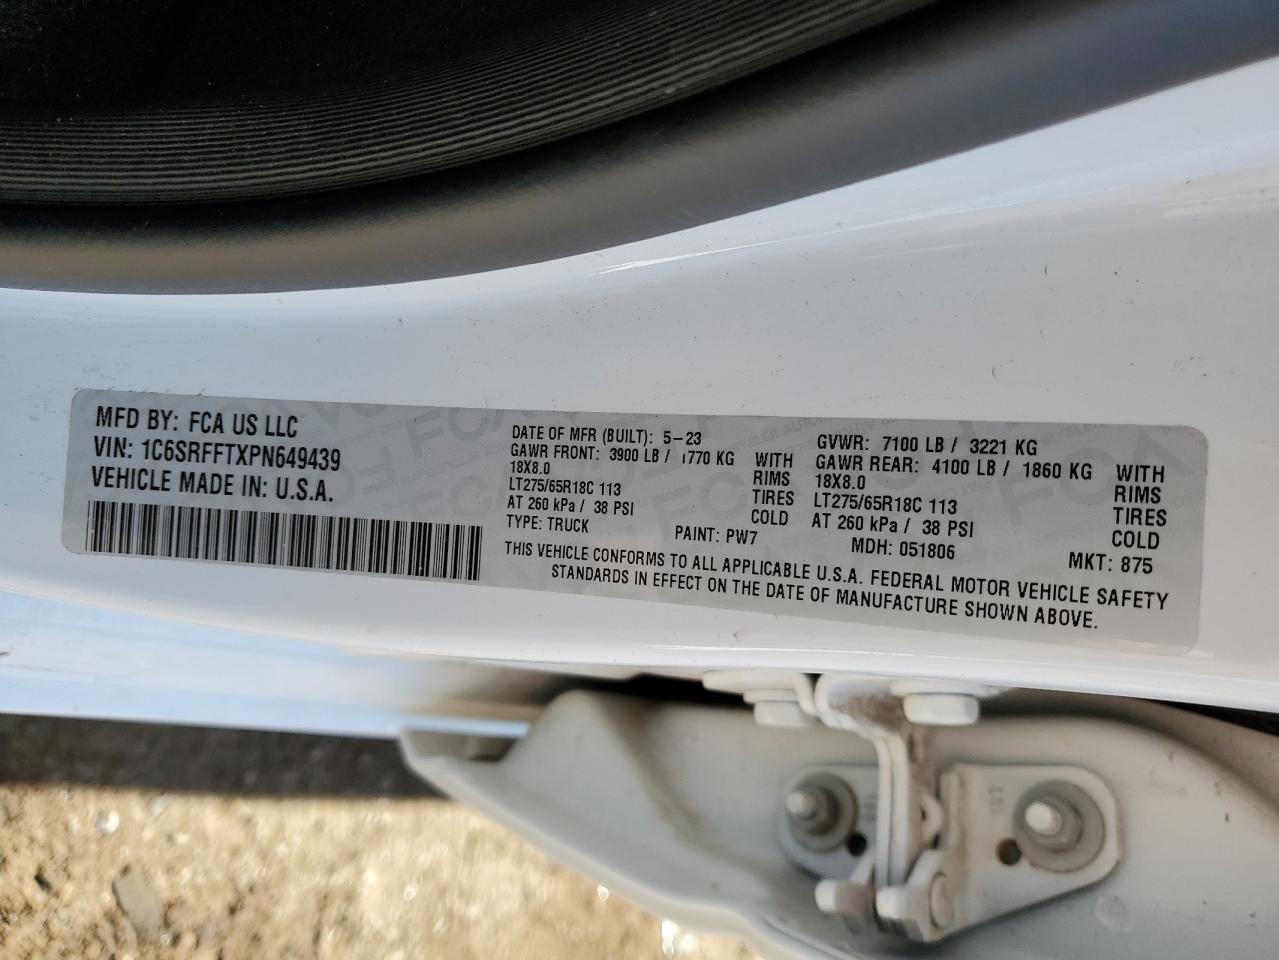 MFD BY: FCA US LLC
VIN: 1C6SRFFTXPN649439
VEHICLE MADE IN: U.S.A.
DATE OF MFR (BUILT): 5-23
GAWR FRONT: 3900 LB / 1770 KG WITH
18X8.0 RIMS
LT275/65R18C 113 TIRES
AT 260 kPa / 38 PSI COLD
TYPE: TRUCK PAINT: PW7
GVWR: 7100 LB / 3221 KG
GAWR REAR: 4100 LB / 1860 KG WITH
18X8.0 RIMS
LT275/65R18C 113 TIRES
AT 260 kPa / 38 PSI COLD
MDH: 051806 MKT: 875
THIS VEHICLE CONFORMS TO ALL APPLICABLE U.S.A. FEDERAL MOTOR VEHICLE SAFETY
STANDARDS IN EFFECT ON THE DATE OF MANUFACTURE SHOWN ABOVE.